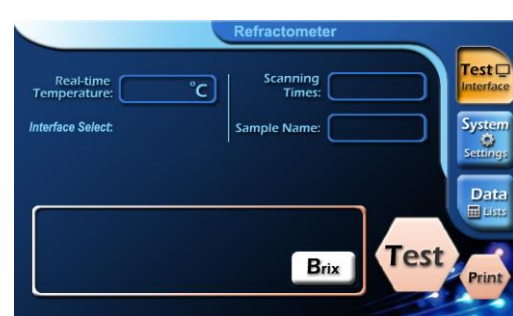 Refractometer
Real-time
Temperature:
°C
Scanning
Times:
Interface Select:
Sample Name:
Test
Interface
System
Settings
Data
Lists
Brix
Test
Print